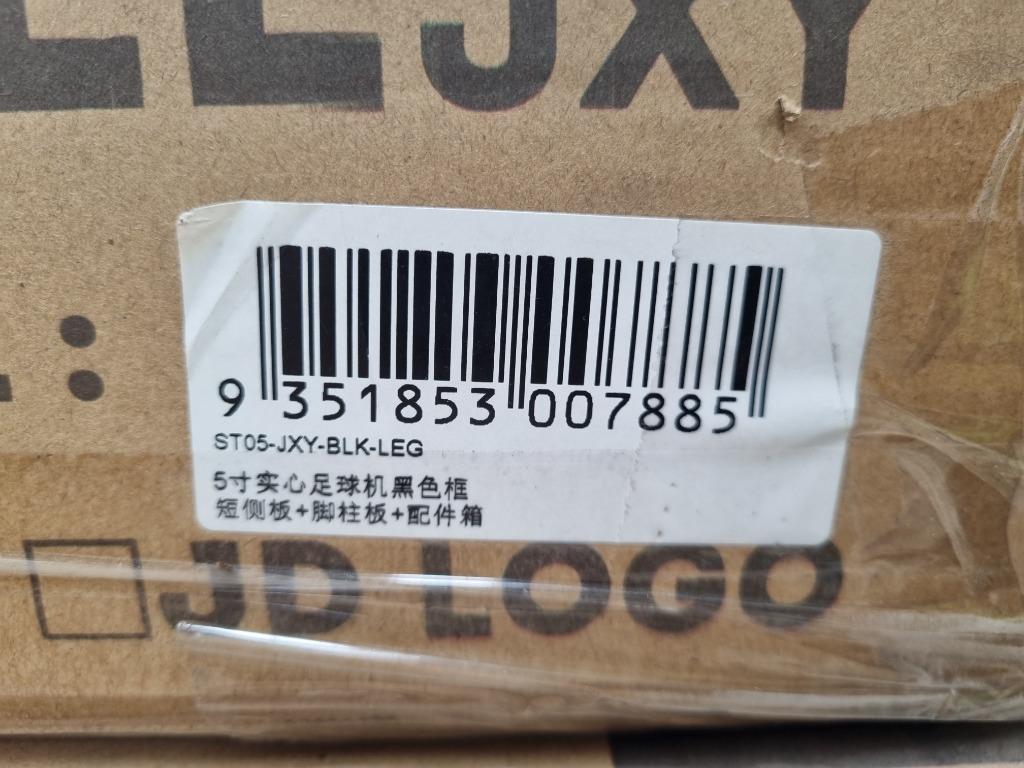 JXY
9 351853 007885
ST05-JXY-BLK-LEG
5寸实心足球机黑色框
短侧板+脚柱板+配件箱
JD LOGO